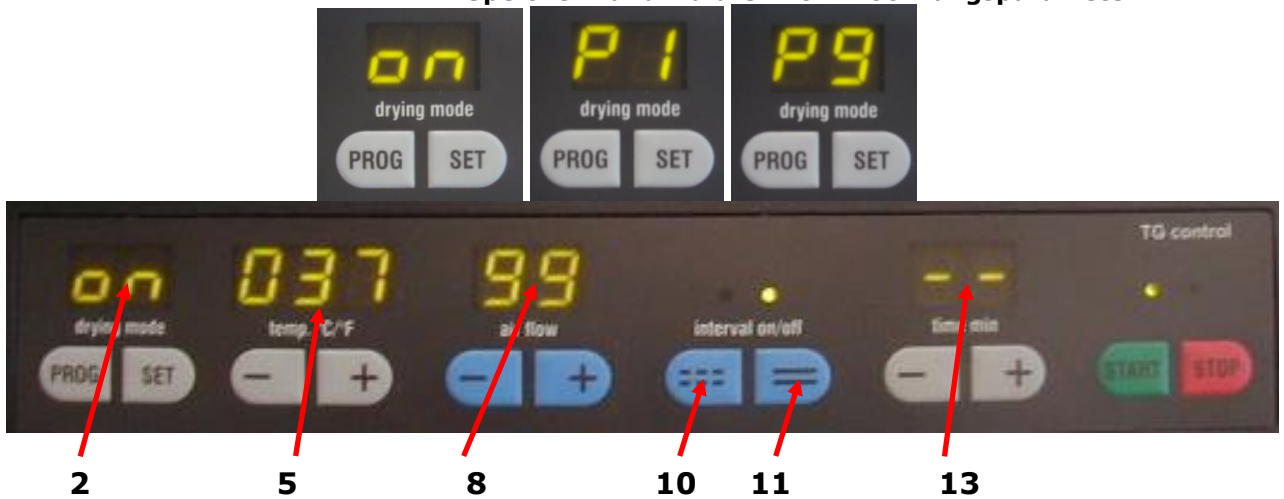 on P1 P9
drying mode drying mode drying mode
PROG SET PROG SET PROG SET
TG control
on 037 99 --
drying mode temp. °C/°F air flow interval on/off time min
PROG SET − + − + − + START STOP
2 5 8 10 11 13